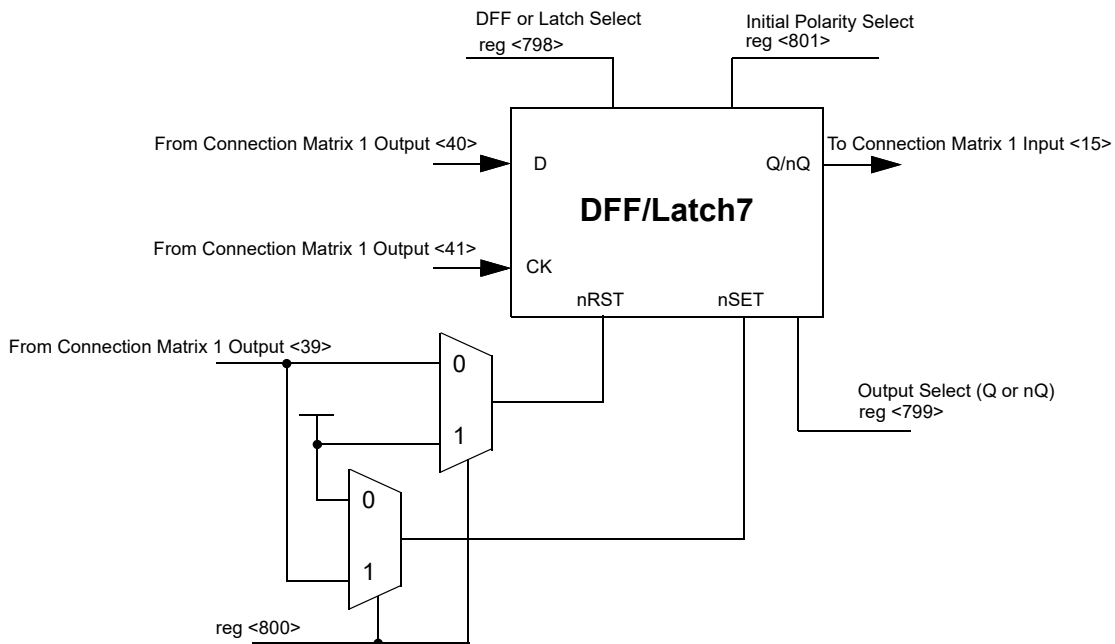 DFF or Latch Select
reg <798>
Initial Polarity Select
reg <801>
From Connection Matrix 1 Output <40>
D
Q/nQ
To Connection Matrix 1 Input <15>
DFF/Latch7
From Connection Matrix 1 Output <41>
CK
nRST
nSET
From Connection Matrix 1 Output <39>
0
1
Output Select (Q or nQ)
reg <799>
0
1
reg <800>